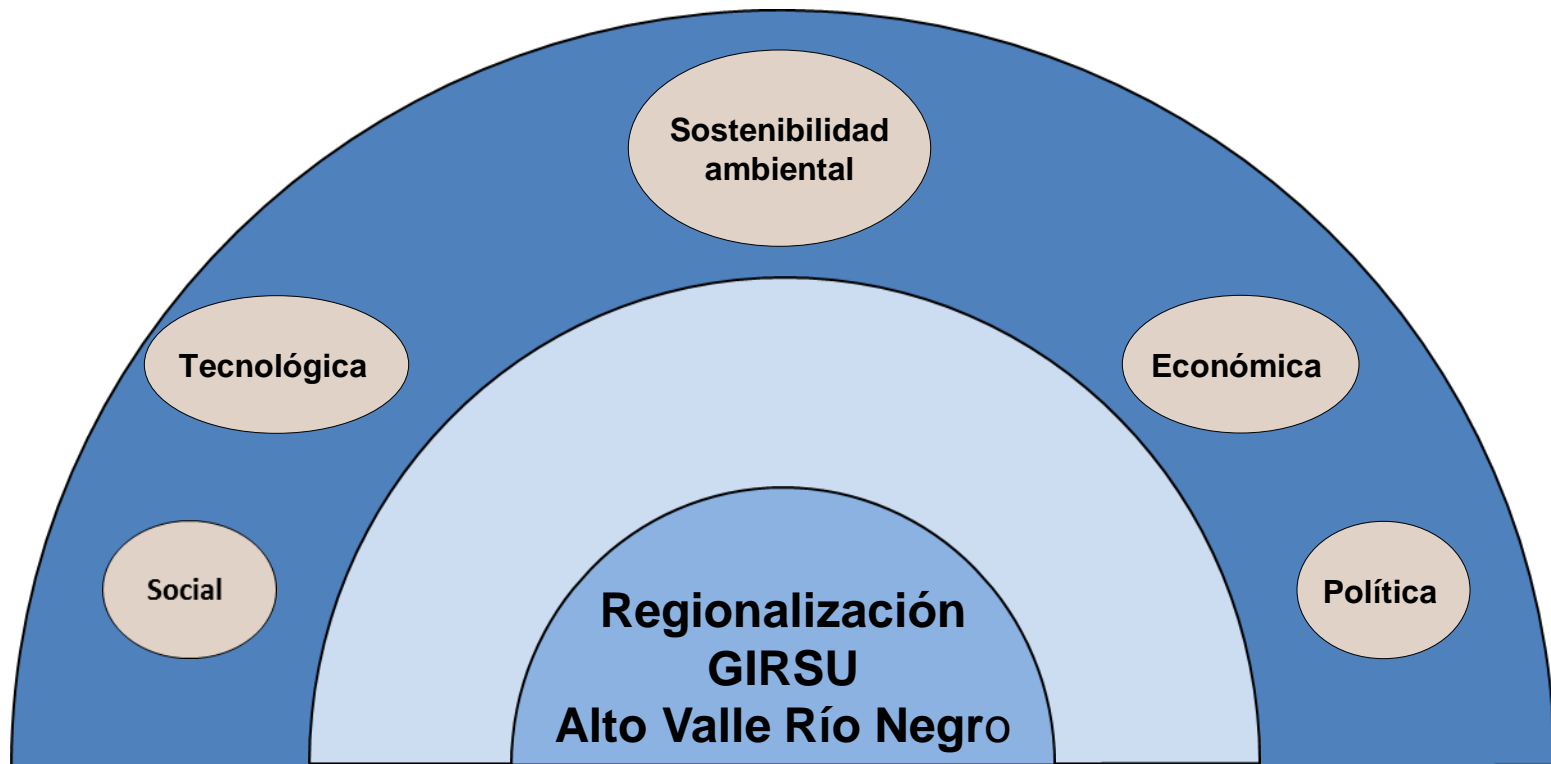 Sostenibilidad
ambiental
Tecnológica
Económica
Social
Política
Regionalización
GIRSU
Alto Valle Río Negro